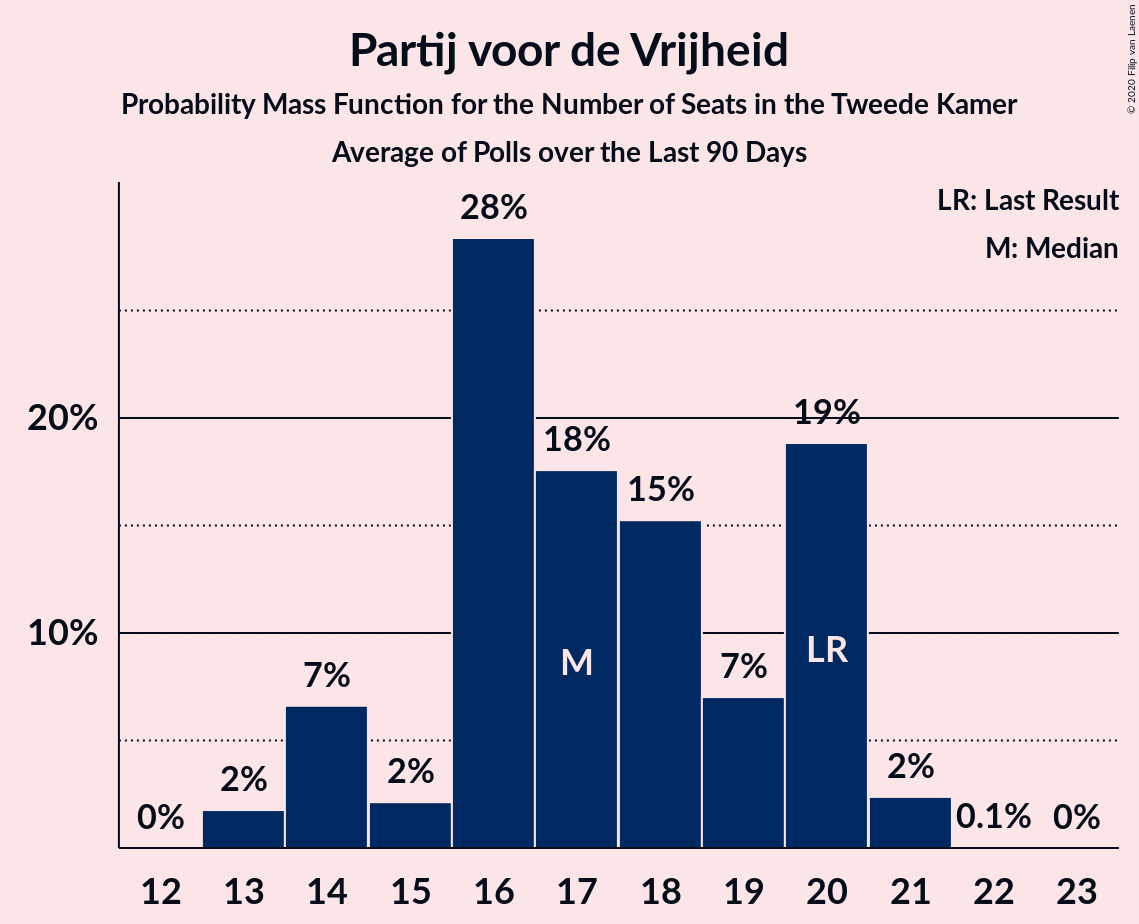 Partij voor de Vrijheid
Probability Mass Function for the Number of Seats in the Tweede Kamer
Average of Polls over the Last 90 Days
© 2020 Filip van Laenen
LR: Last Result
M: Median
28%
20%
19%
18%
15%
10%
LR
M
7%
7%
2%
2%
2%
0%
0.1%
0%
12 13 14 15 16 17 18 19 20 21 22 23